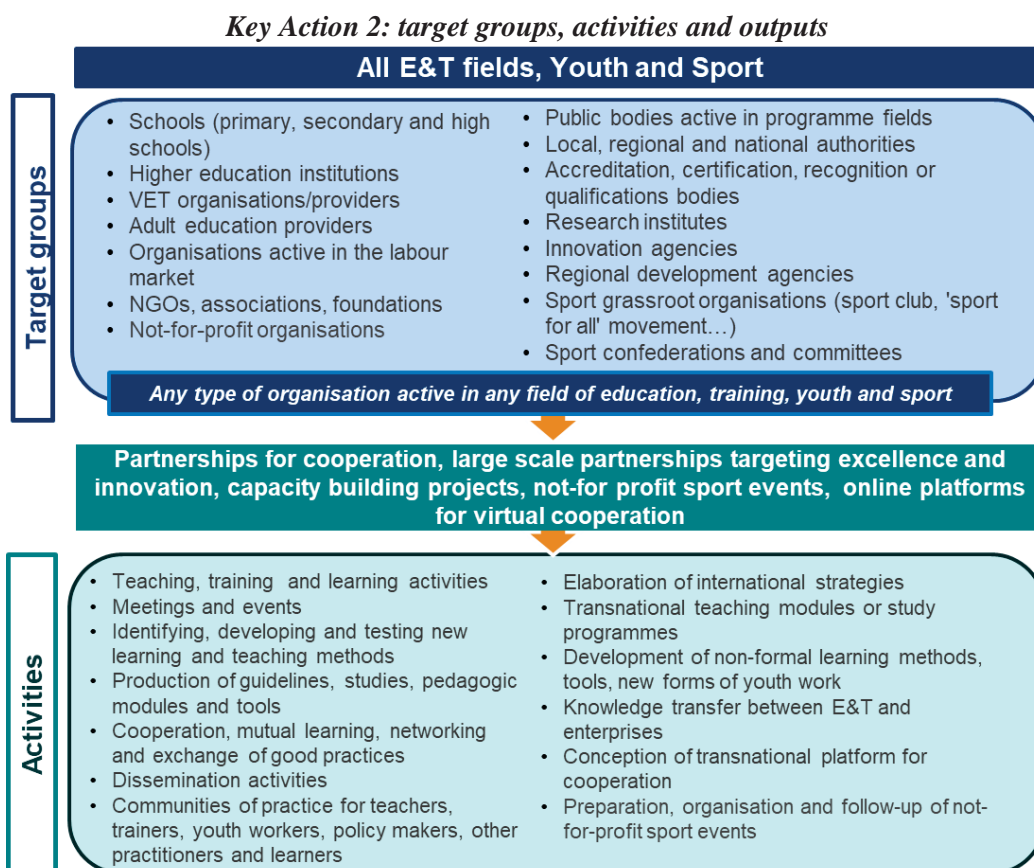 Key Action 2: target groups, activities and outputs
All E&T fields, Youth and Sport
Target groups
• Schools (primary, secondary and high
schools)
• Higher education institutions
• VET organisations/providers
• Adult education providers
• Organisations active in the labour
market
• NGOs, associations, foundations
• Not-for-profit organisations
• Public bodies active in programme fields
• Local, regional and national authorities
• Accreditation, certification, recognition or
qualifications bodies
• Research institutes
• Innovation agencies
• Regional development agencies
• Sport grassroot organisations (sport club, 'sport
for all' movement…)
• Sport confederations and committees
Any type of organisation active in any field of education, training, youth and sport
Partnerships for cooperation, large scale partnerships targeting excellence and
innovation, capacity building projects, not-for profit sport events, online platforms
for virtual cooperation
Activities
• Teaching, training and learning activities
• Meetings and events
• Identifying, developing and testing new
learning and teaching methods
• Production of guidelines, studies, pedagogic
modules and tools
• Cooperation, mutual learning, networking
and exchange of good practices
• Dissemination activities
• Communities of practice for teachers,
trainers, youth workers, policy makers, other
practitioners and learners
• Elaboration of international strategies
• Transnational teaching modules or study
programmes
• Development of non-formal learning methods,
tools, new forms of youth work
• Knowledge transfer between E&T and
enterprises
• Conception of transnational platform for
cooperation
• Preparation, organisation and follow-up of not-
for-profit sport events